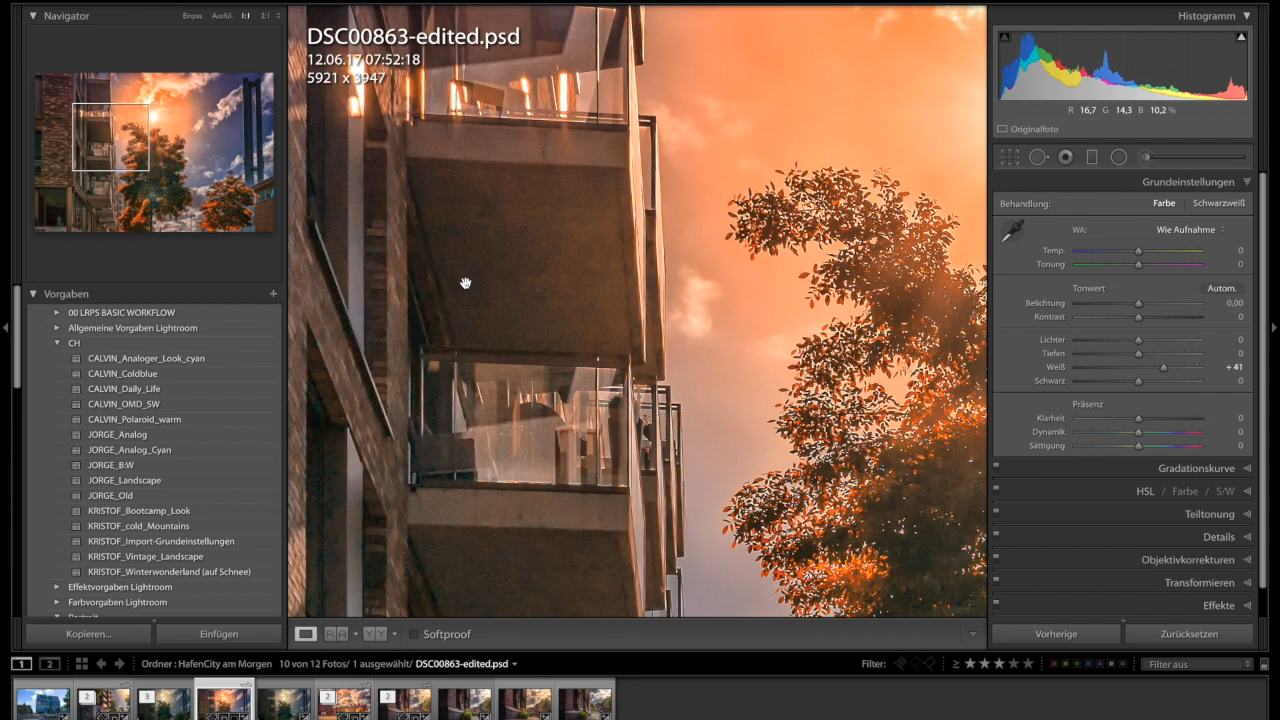 Navigator
Einpas. Ausfül. 1:1 2:1
Vorgaben +
00 LRPS BASIC WORKFLOW
Allgemeine Vorgaben Lightroom
CH
CALVIN_Analoger_Look_cyan
CALVIN_Coldblue
CALVIN_Daily_Life
CALVIN_OMD_SW
CALVIN_Polaroid_warm
JORGE_Analog
JORGE_Analog_Cyan
JORGE_B:W
JORGE_Landscape
JORGE_Old
KRISTOF_Bootcamp_Look
KRISTOF_cold_Mountains
KRISTOF_Import-Grundeinstellungen
KRISTOF_Vintage_Landscape
KRISTOF_Winterwonderland (auf Schnee)
Effektvorgaben Lightroom
Farbvorgaben Lightroom
Kopieren... Einfügen
DSC00863-edited.psd
12.06.17 07:52:18
5921 x 3947
R A Y Y Softproof
Histogramm
R 16,7 G 14,3 B 10,2 %
Originalfoto
Grundeinstellungen
Behandlung: Farbe Schwarzweiß
WA: Wie Aufnahme
Temp. 0
Tonung 0
Tonwert Autom.
Belichtung 0,00
Kontrast 0
Lichter 0
Tiefen 0
Weiß + 41
Schwarz 0
Präsenz
Klarheit 0
Dynamik 0
Sättigung 0
Gradationskurve
HSL / Farbe / S/W
Teiltonung
Details
Objektivkorrekturen
Transformieren
Effekte
Vorherige Zurücksetzen
1 2 Ordner : HafenCity am Morgen 10 von 12 Fotos/ 1 ausgewählt/ DSC00863-edited.psd Filter: ≥ ★★★★★ Filter aus
2 3 2 2